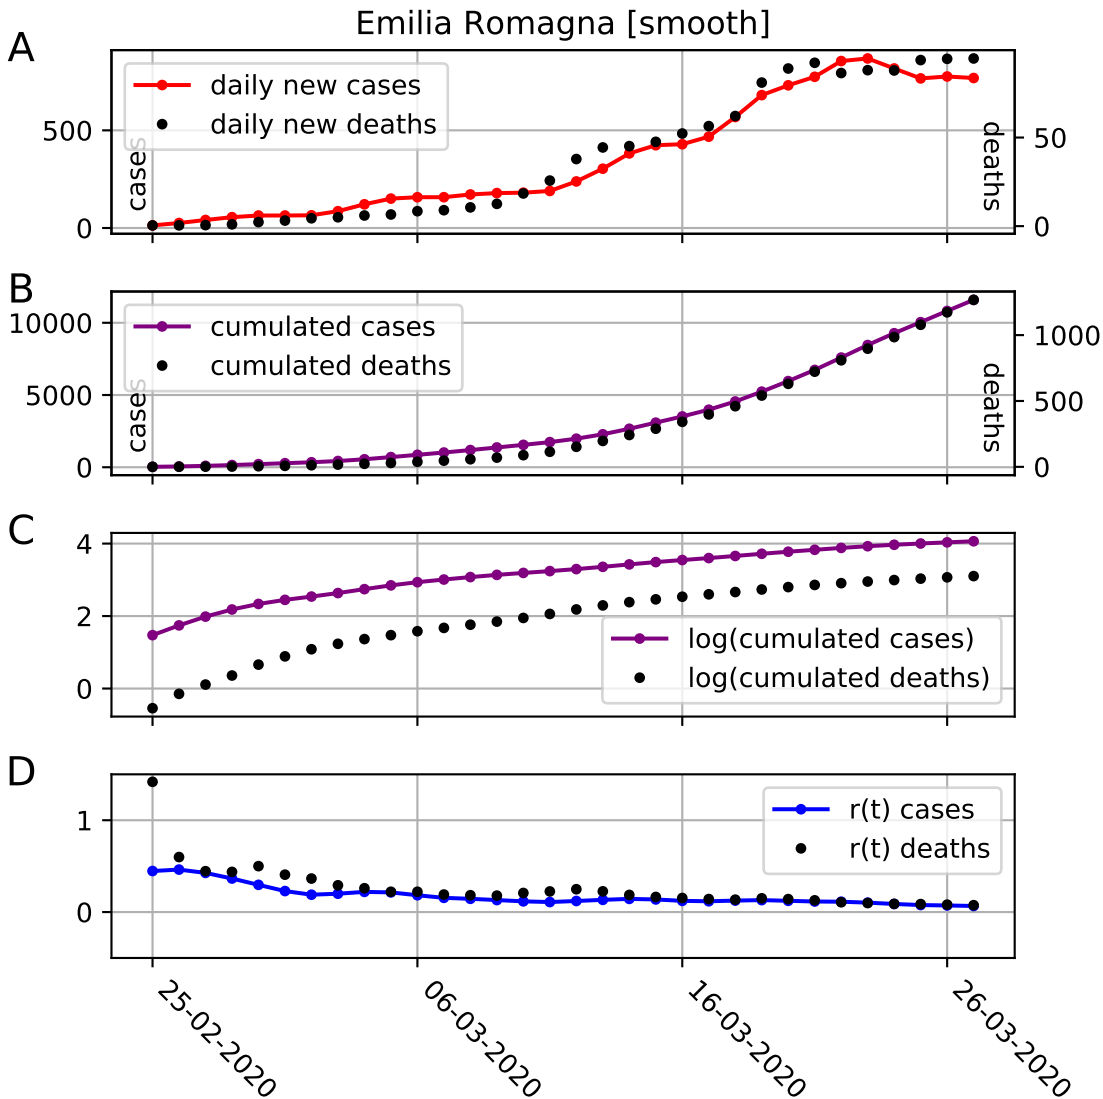 Emilia Romagna [smooth]
A
daily new cases
daily new deaths
500
0
cases
50
0
deaths
B
cumulated cases
cumulated deaths
10000
5000
0
cases
1000
500
0
deaths
C
4
2
0
log(cumulated cases)
log(cumulated deaths)
D
1
0
r(t) cases
r(t) deaths
25-02-2020
06-03-2020
16-03-2020
26-03-2020